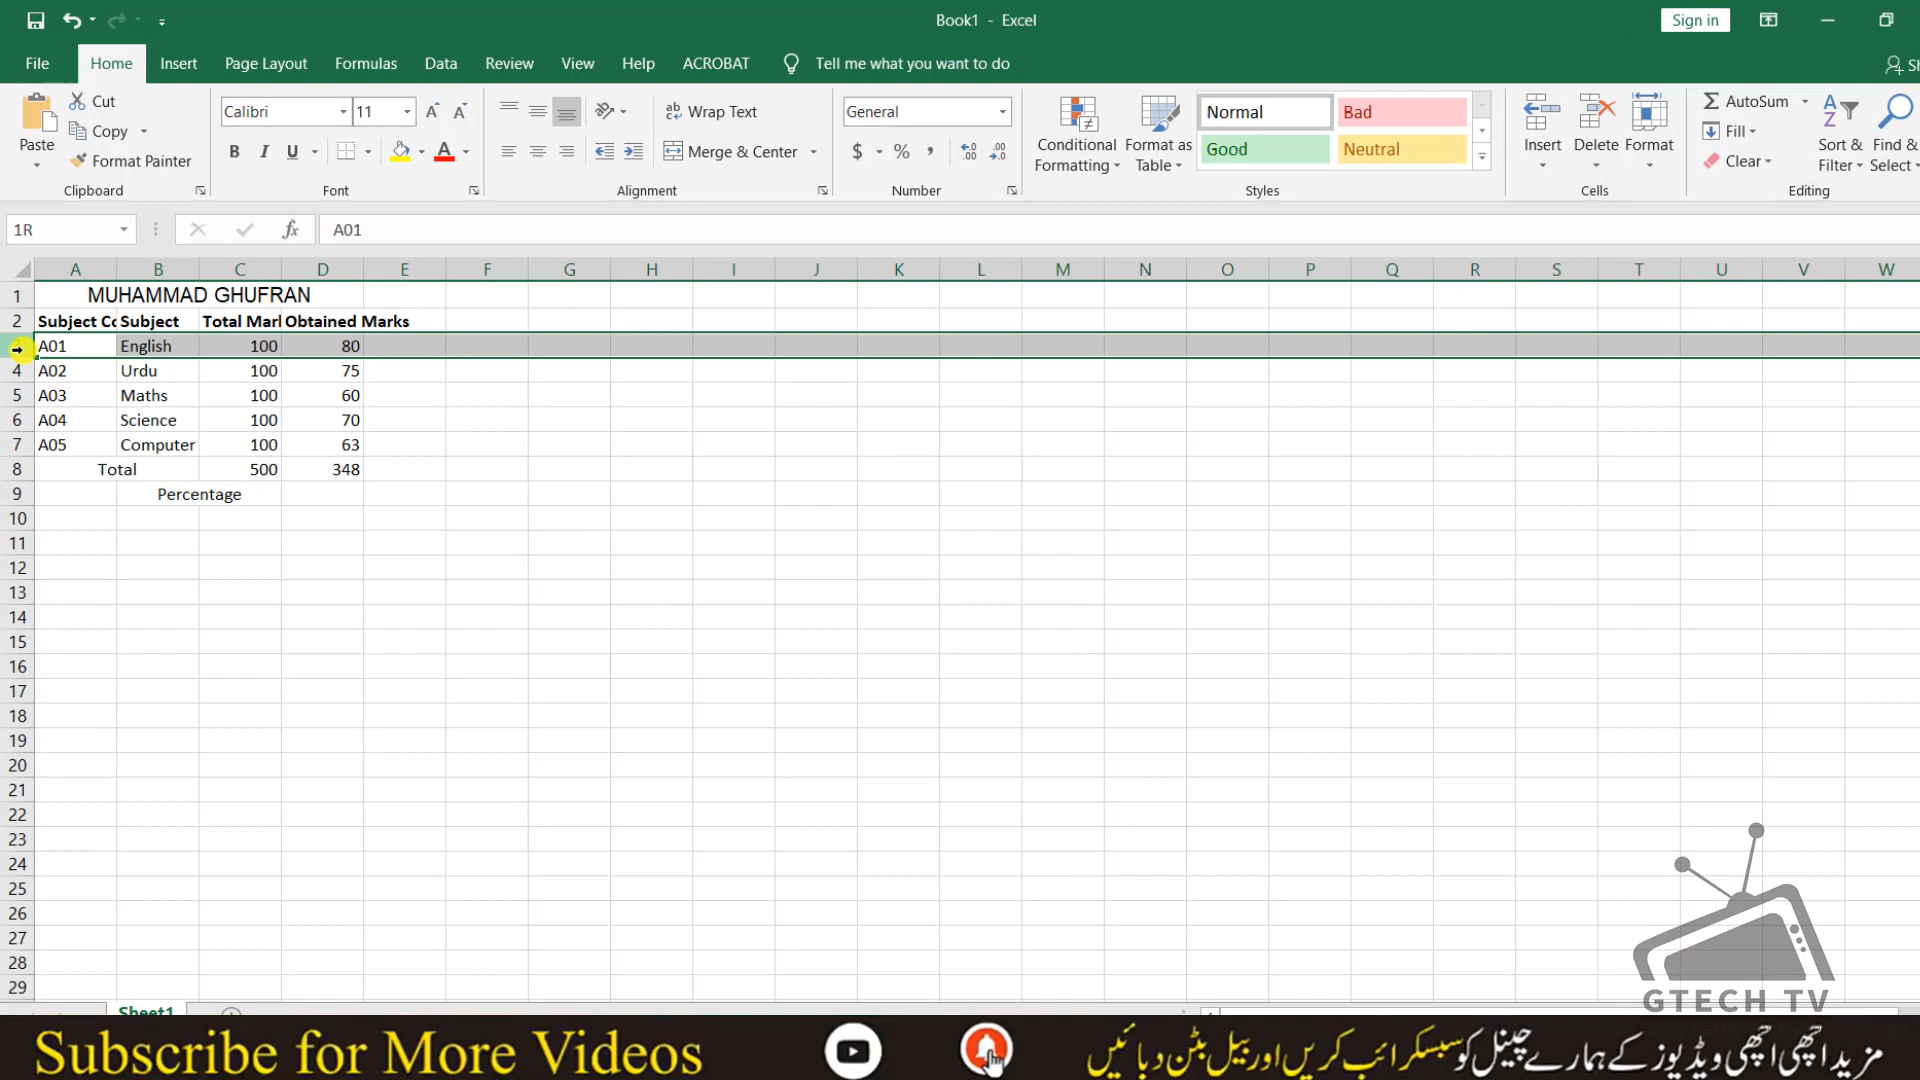 Book1 - Excel
Sign in
File Home Insert Page Layout Formulas Data Review View Help ACROBAT Tell me what you want to do Sh
Paste
Cut
Copy
Format Painter
Clipboard
Calibri 11
B I U A
Font
Wrap Text
Merge & Center
Alignment
General
$ % ,
Number
Conditional Formatting
Format as Table
Normal Bad
Good Neutral
Styles
Insert Delete Format
Cells
AutoSum
Fill
Clear
Sort & Filter
Find & Select
Editing
1R fx A01
A B C D E F G H I J K L M N O P Q R S T U V W
1 MUHAMMAD GHUFRAN
2 Subject Co Subject Total Mar Obtained Marks
A01 English 100 80
4 A02 Urdu 100 75
5 A03 Maths 100 60
6 A04 Science 100 70
7 A05 Computer 100 63
8 Total 500 348
9 Percentage
10
11
12
13
14
15
16
17
18
19
20
21
22
23
24
25
26
27
28
29
Sheet1
GTECH TV
Subscribe for More Videos
مزید اچھی اچھی ویڈیوز کے ہمارے چینل کو سبسکرائب کریں اور بیل بٹن دبائیں